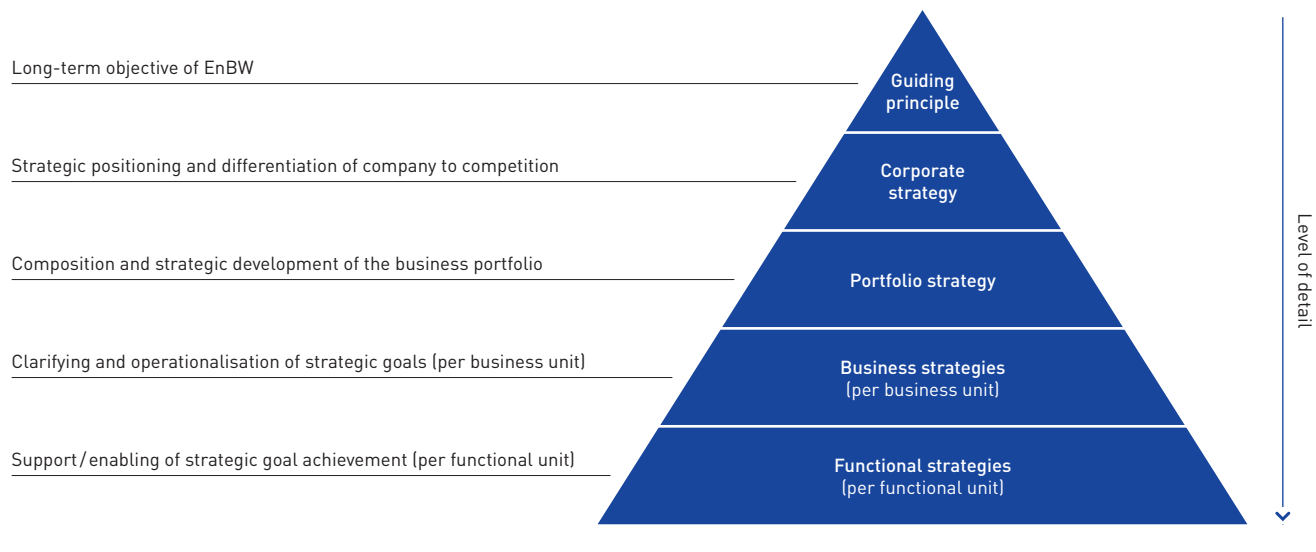 Long-term objective of EnBW
Guiding
principle
Strategic positioning and differentiation of company to competition
Corporate
strategy
Composition and strategic development of the business portfolio
Portfolio strategy
Clarifying and operationalisation of strategic goals (per business unit)
Business strategies
(per business unit)
Support/enabling of strategic goal achievement (per functional unit)
Functional strategies
(per functional unit)
Level of detail